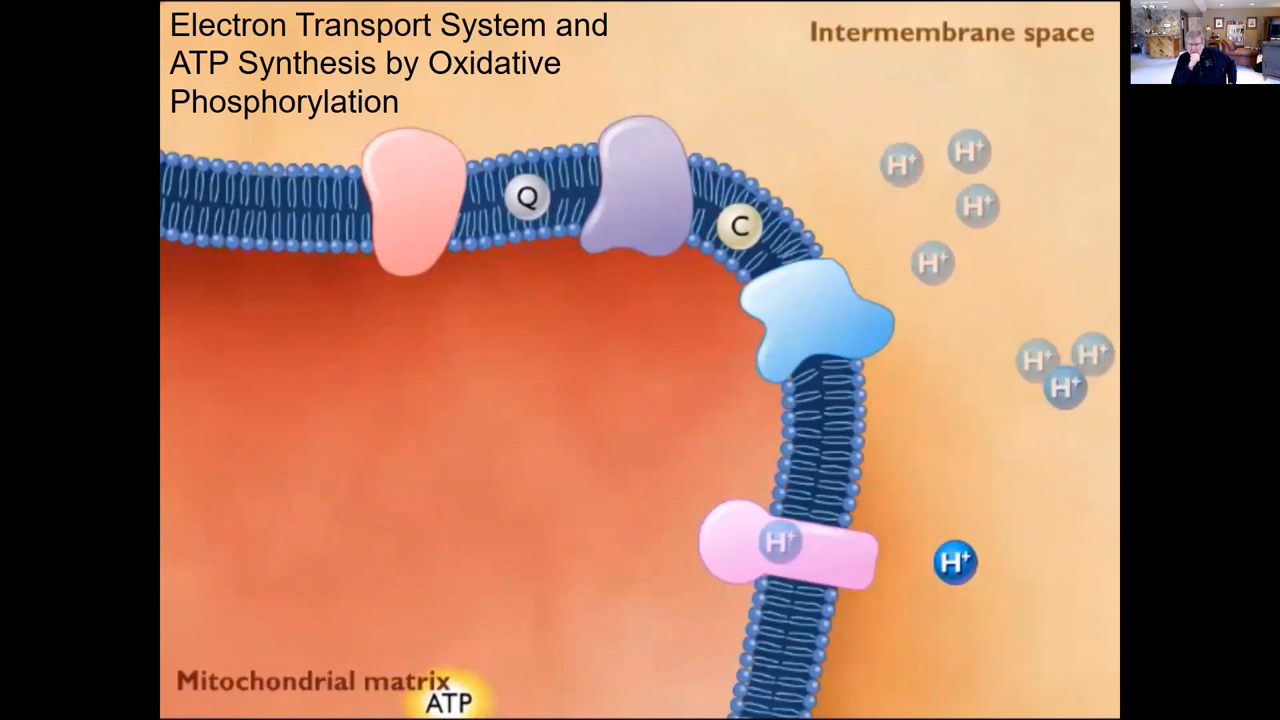 Electron Transport System and
ATP Synthesis by Oxidative
Phosphorylation
Intermembrane space
H⁺
H⁺
H⁺
H⁺
Q
C
H⁺
H⁺
H⁺
H⁺
H⁺
Mitochondrial matrix
ATP